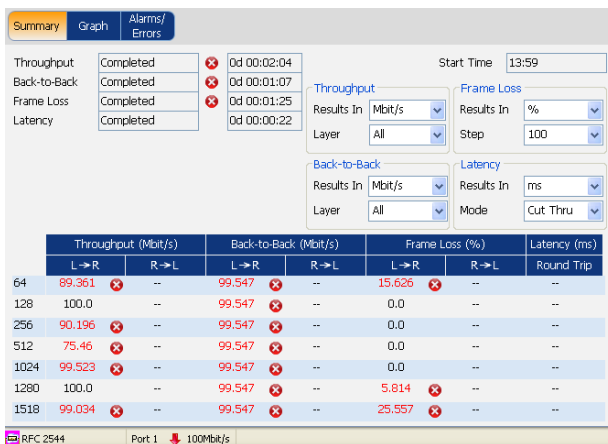 Summary Graph Alarms/
Errors
Throughput Completed 0d 00:02:04 Start Time 13:59
Back-to-Back Completed 0d 00:01:07
Frame Loss Completed 0d 00:01:25
Latency Completed 0d 00:00:22
Throughput Frame Loss
Results In Mbit/s Results In %
Layer All Step 100
Back-to-Back Latency
Results In Mbit/s Results In ms
Layer All Mode Cut Thru
Throughput (Mbit/s) Back-to-Back (Mbit/s) Frame Loss (%) Latency (ms)
L→R R→L L→R R→L L→R R→L Round Trip
64 89.361 -- 99.547 -- 15.626 -- --
128 100.0 -- 99.547 -- 0.0 -- --
256 90.196 -- 99.547 -- 0.0 -- --
512 75.46 -- 99.547 -- 0.0 -- --
1024 99.523 -- 99.547 -- 0.0 -- --
1280 100.0 -- 99.547 -- 5.814 -- --
1518 99.034 -- 99.547 -- 25.557 -- --
RFC 2544 Port 1 100Mbit/s